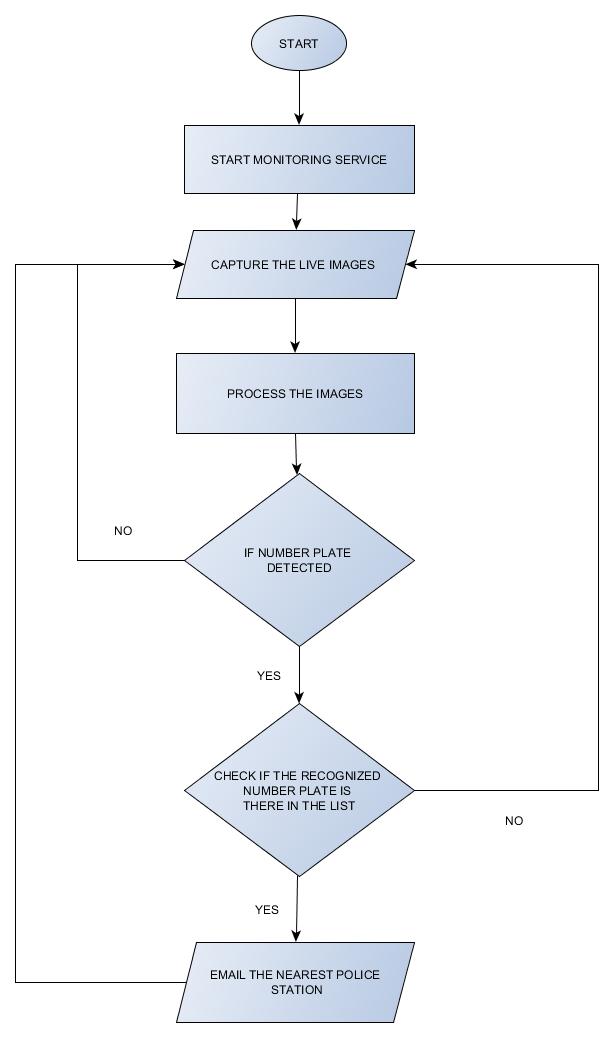 START
START MONITORING SERVICE
CAPTURE THE LIVE IMAGES
PROCESS THE IMAGES
NO
IF NUMBER PLATE
DETECTED
YES
CHECK IF THE RECOGNIZED
NUMBER PLATE IS
THERE IN THE LIST
NO
YES
EMAIL THE NEAREST POLICE
STATION